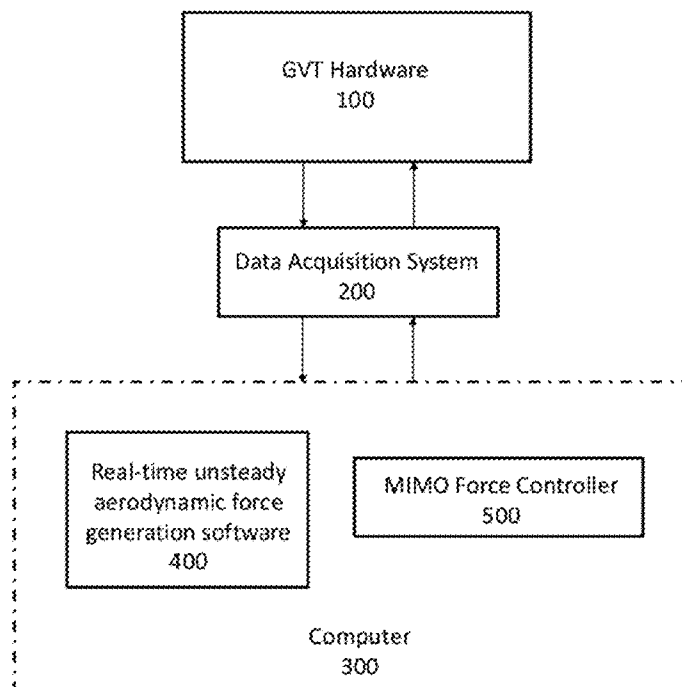 GVT Hardware
100
Data Acquisition System
200
Real-time unsteady
aerodynamic force
generation software
400
MIMO Force Controller
500
Computer
300